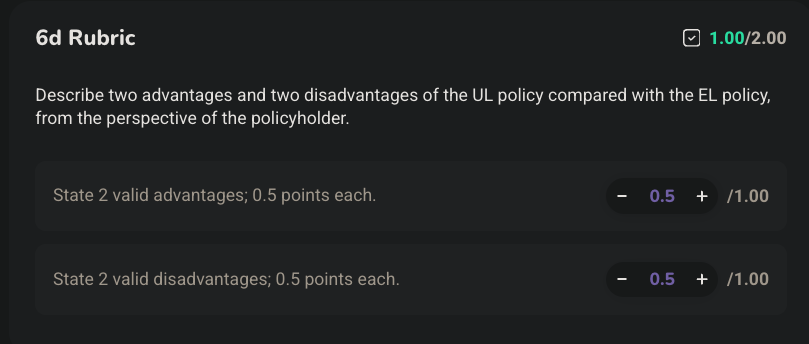 6d Rubric
1.00/2.00
Describe two advantages and two disadvantages of the UL policy compared with the EL policy,
from the perspective of the policyholder.
State 2 valid advantages; 0.5 points each.
− 0.5 + /1.00
State 2 valid disadvantages; 0.5 points each.
− 0.5 + /1.00